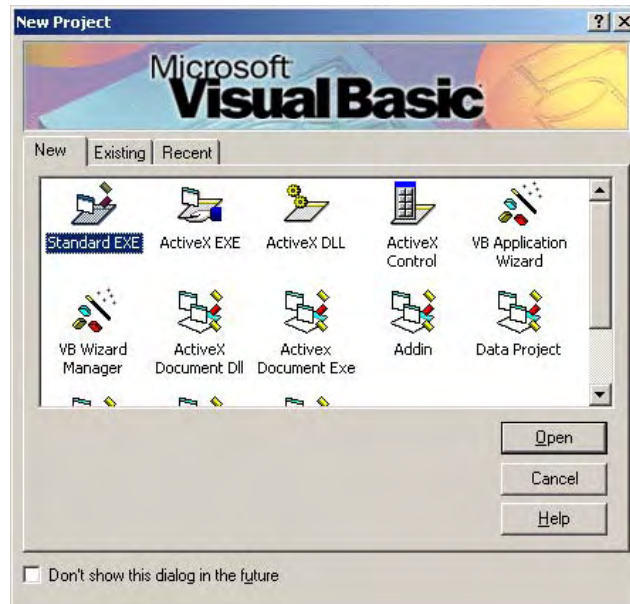 New Project
Microsoft
Visual Basic
New Existing Recent
Standard EXE ActiveX EXE ActiveX DLL ActiveX Control VB Application Wizard
VB Wizard Manager ActiveX Document Dll Activex Document Exe Addin Data Project
Open
Cancel
Help
Don't show this dialog in the future